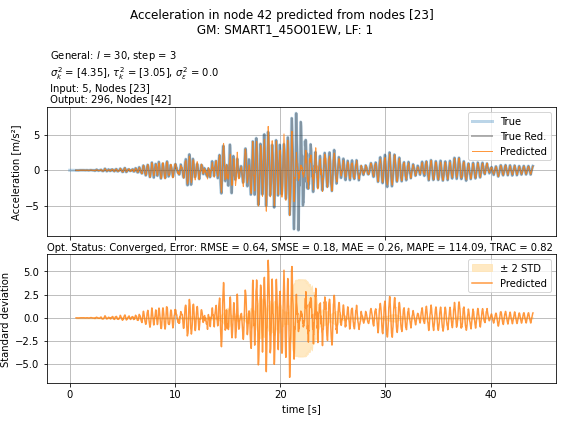 Acceleration in node 42 predicted from nodes [23]
GM: SMART1_45O01EW, LF: 1
General: l = 30, step = 3
σ²ₖ = [4.35], τ²ₖ = [3.05], σ²ε = 0.0
Input: 5, Nodes [23]
Output: 296, Nodes [42]
Acceleration [m/s²]
5
0
−5
True
True Red.
Predicted
Opt. Status: Converged, Error: RMSE = 0.64, SMSE = 0.18, MAE = 0.26, MAPE = 114.09, TRAC = 0.82
Standard deviation
5.0
2.5
0.0
−2.5
−5.0
± 2 STD
Predicted
0 10 20 30 40
time [s]